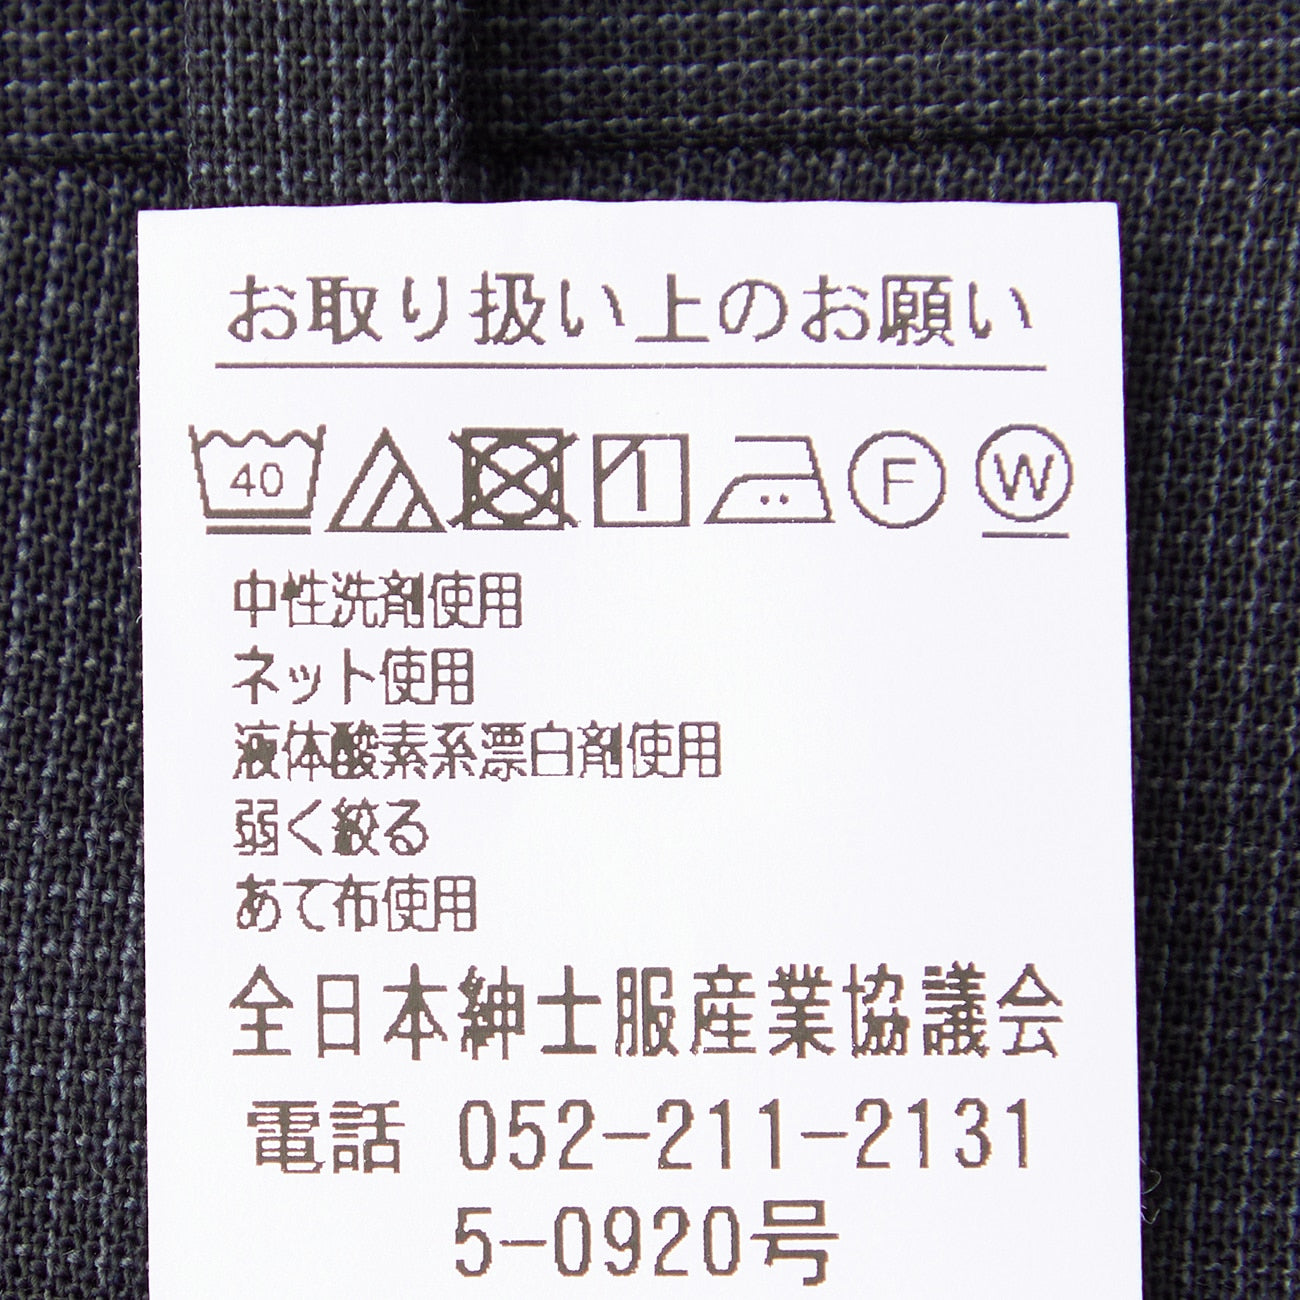 お取り扱い上のお願い
40 F W
中性洗剤使用
ネット使用
液体酸素系漂白剤使用
弱く絞る
あて布使用
全日本紳士服産業協議会
電話 052-211-2131
5-0920号